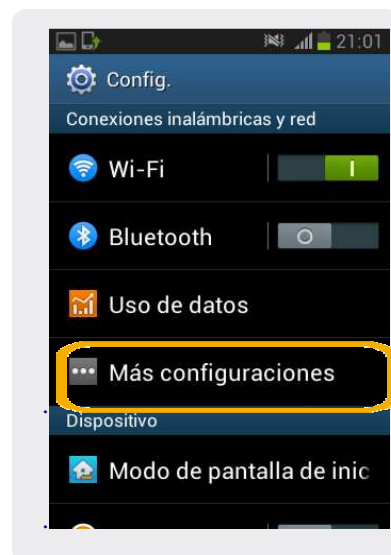 21:01
Config.
Conexiones inalámbricas y red
Wi-Fi
Bluetooth
Uso de datos
Más configuraciones
Dispositivo
Modo de pantalla de inic